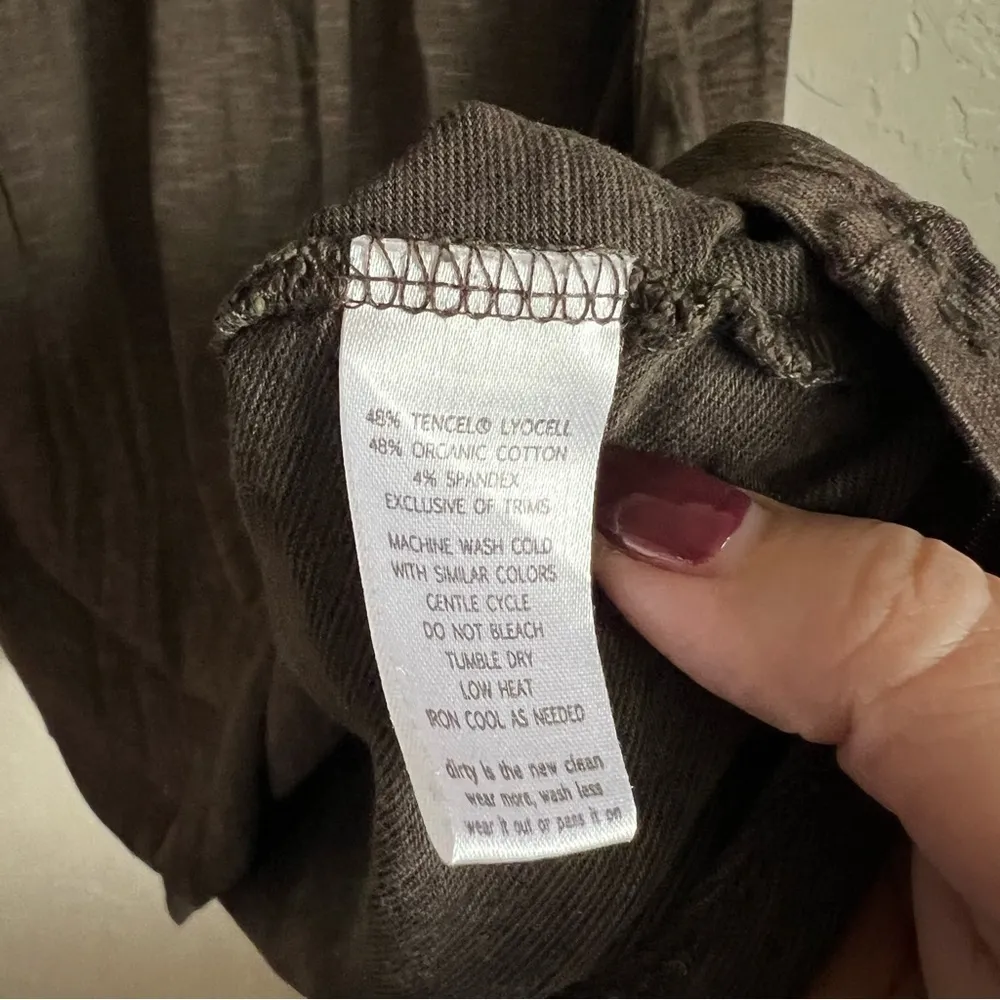 48% TENCEL® LYOCELL
48% ORGANIC COTTON
4% SPANDEX
EXCLUSIVE OF TRIMS
MACHINE WASH COLD
WITH SIMILAR COLORS
GENTLE CYCLE
DO NOT BLEACH
TUMBLE DRY
LOW HEAT
IRON COOL AS NEEDED
dirty is the new clean
wear more, wash less
wear it out or pass it on